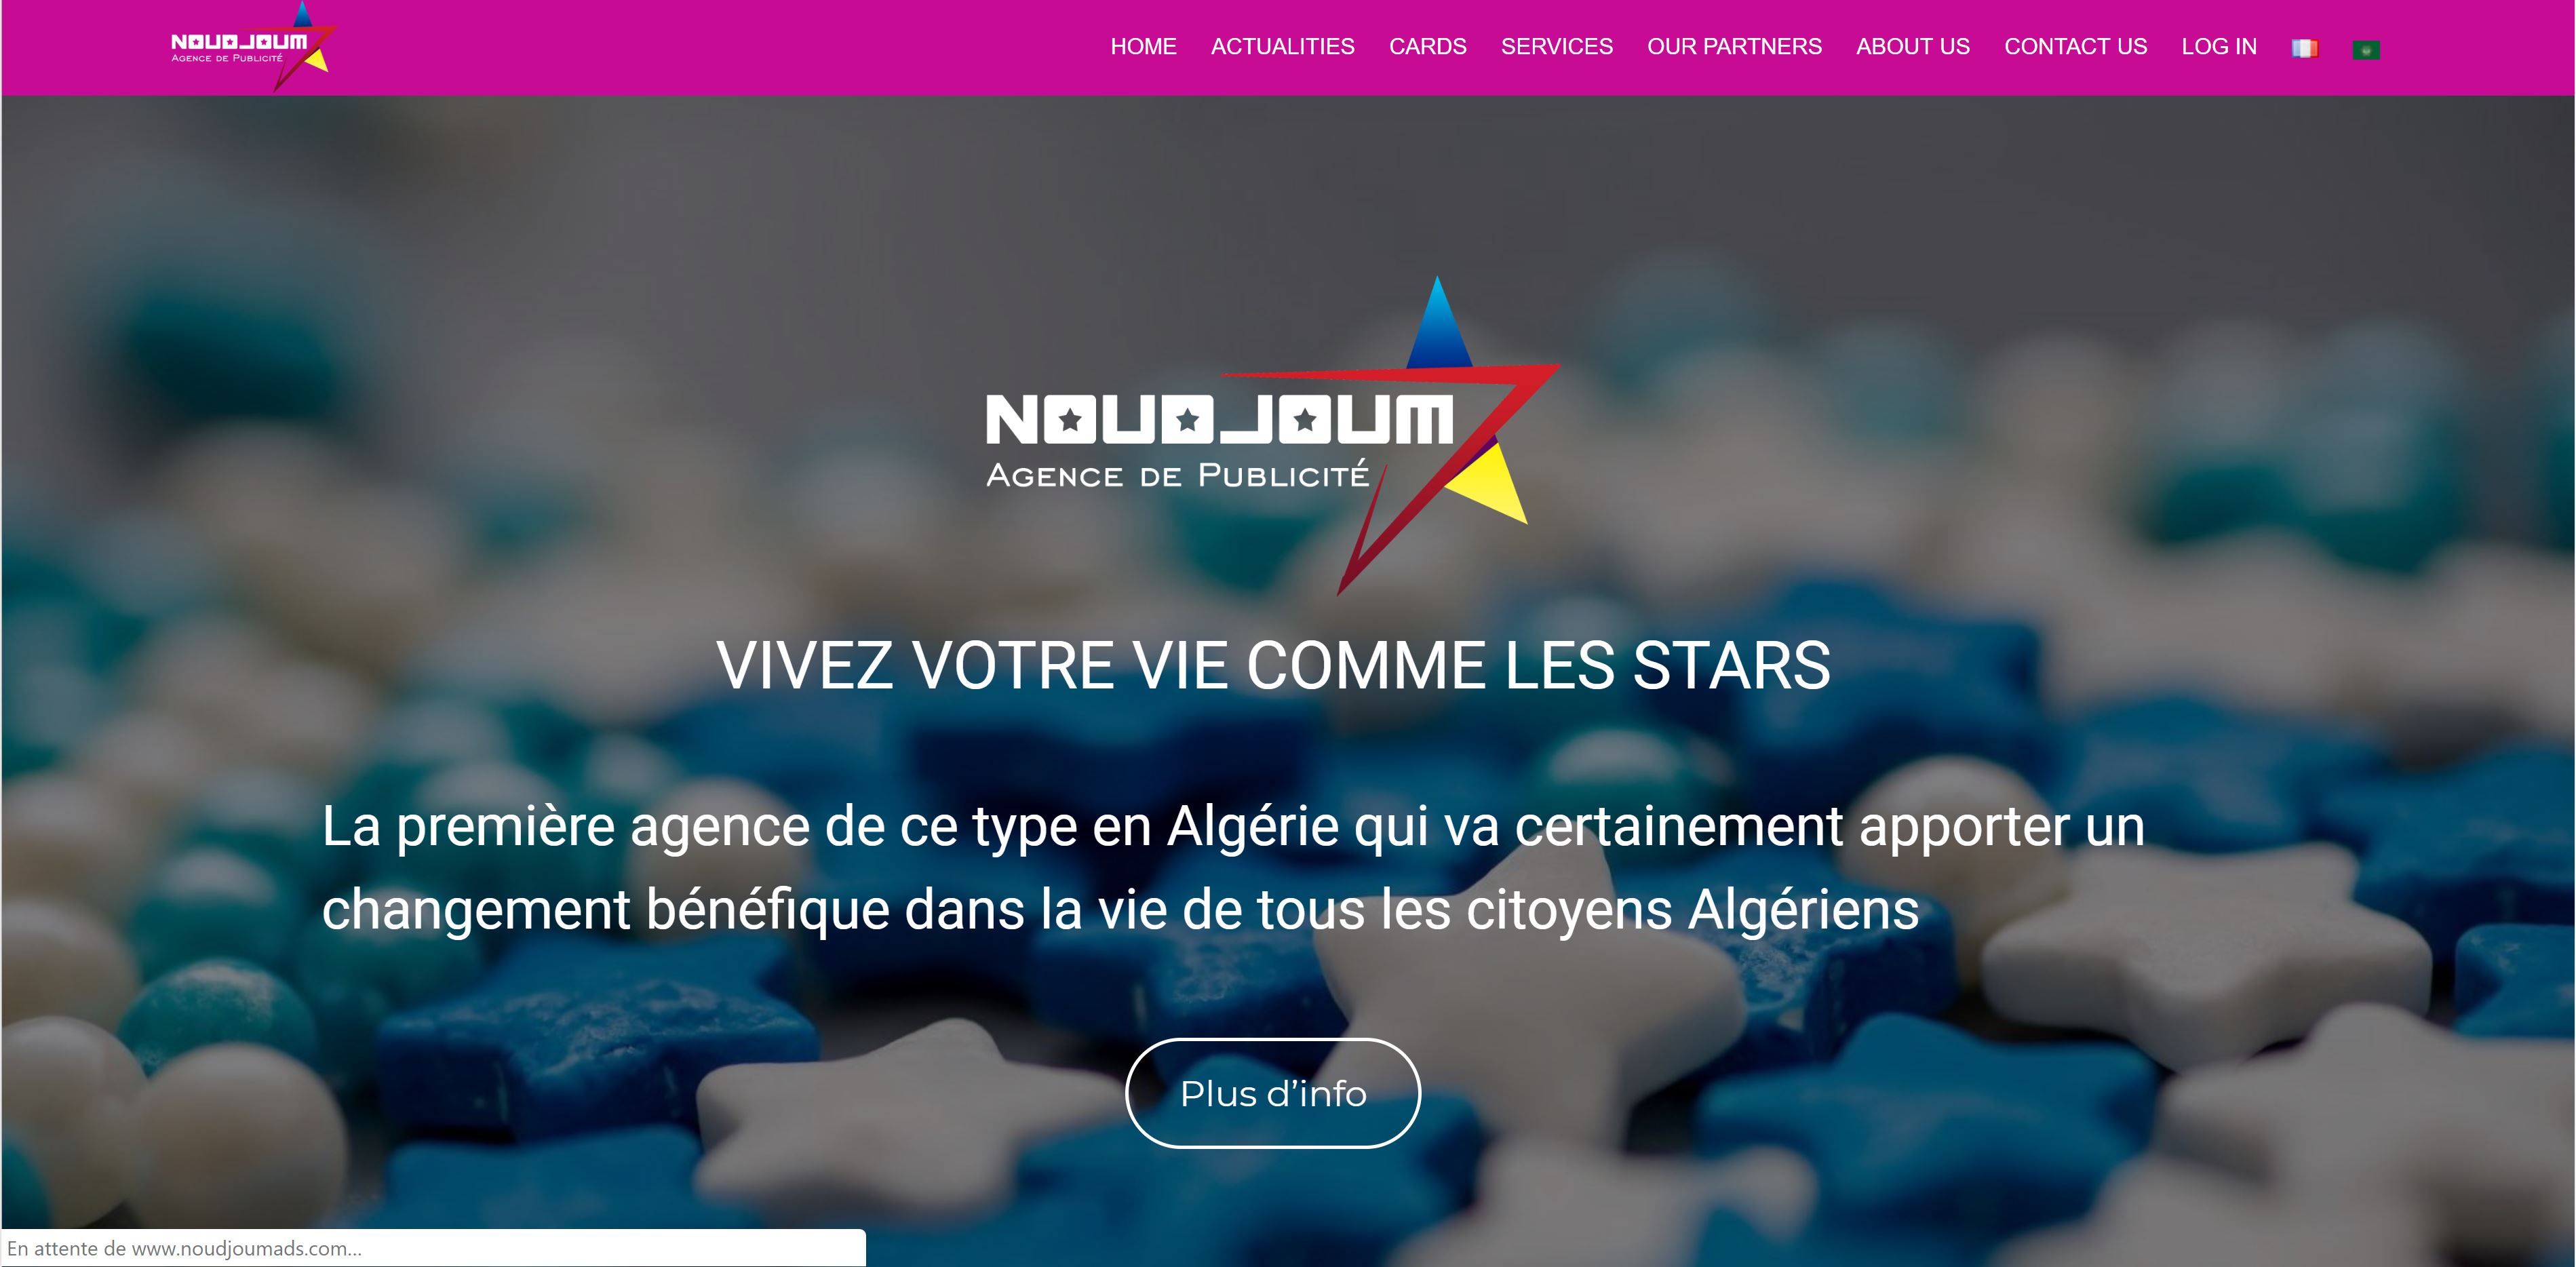 NOUDJOUM
AGENCE DE PUBLICITÉ
HOME ACTUALITIES CARDS SERVICES OUR PARTNERS ABOUT US CONTACT US LOG IN
NOUDJOUM
AGENCE DE PUBLICITÉ
VIVEZ VOTRE VIE COMME LES STARS
La première agence de ce type en Algérie qui va certainement apporter un
changement bénéfique dans la vie de tous les citoyens Algériens
Plus d’info
En attente de www.noudjoumads.com...